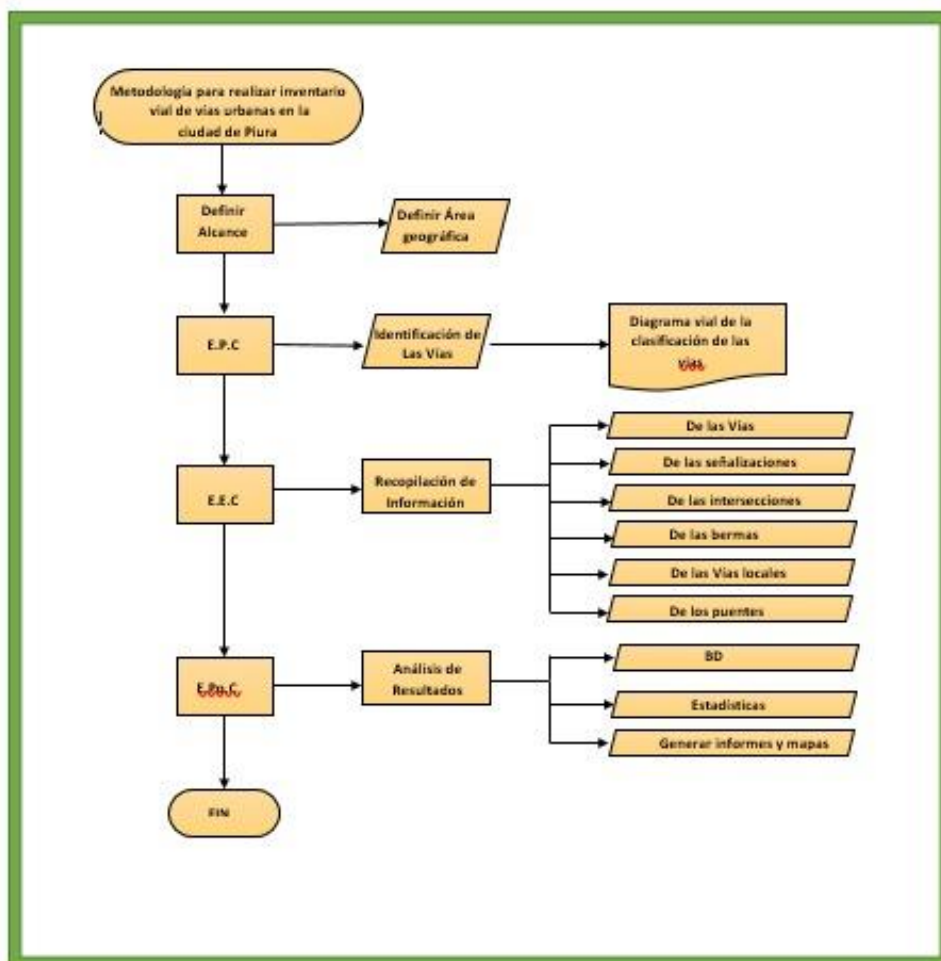 Metodología para realizar inventario
vial de vias urbanas en la
ciudad de Piura
Definir
Alcance
Definir Área
geográfica
E.P.C
Identificación de
Las Vías
Diagrama vial de la
clasificación de las
vías
E.E.C
Recopilación de
Información
De las Vías
De las señalizaciones
De las intersecciones
De las bermas
De las Vías locales
De los puentes
E.Pu.C
Análisis de
Resultados
BD
Estadísticas
Generar informes y mapas
FIN